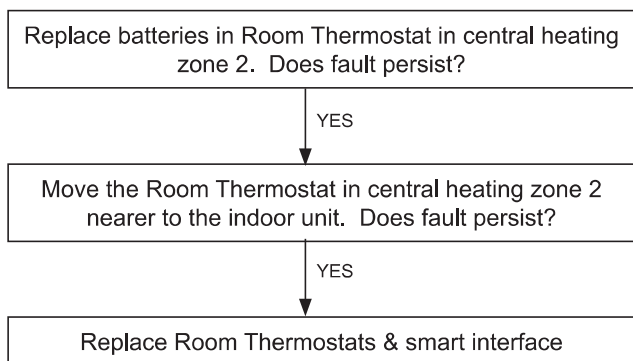 Replace batteries in Room Thermostat in central heating
zone 2. Does fault persist?
YES
Move the Room Thermostat in central heating zone 2
nearer to the indoor unit. Does fault persist?
YES
Replace Room Thermostats & smart interface